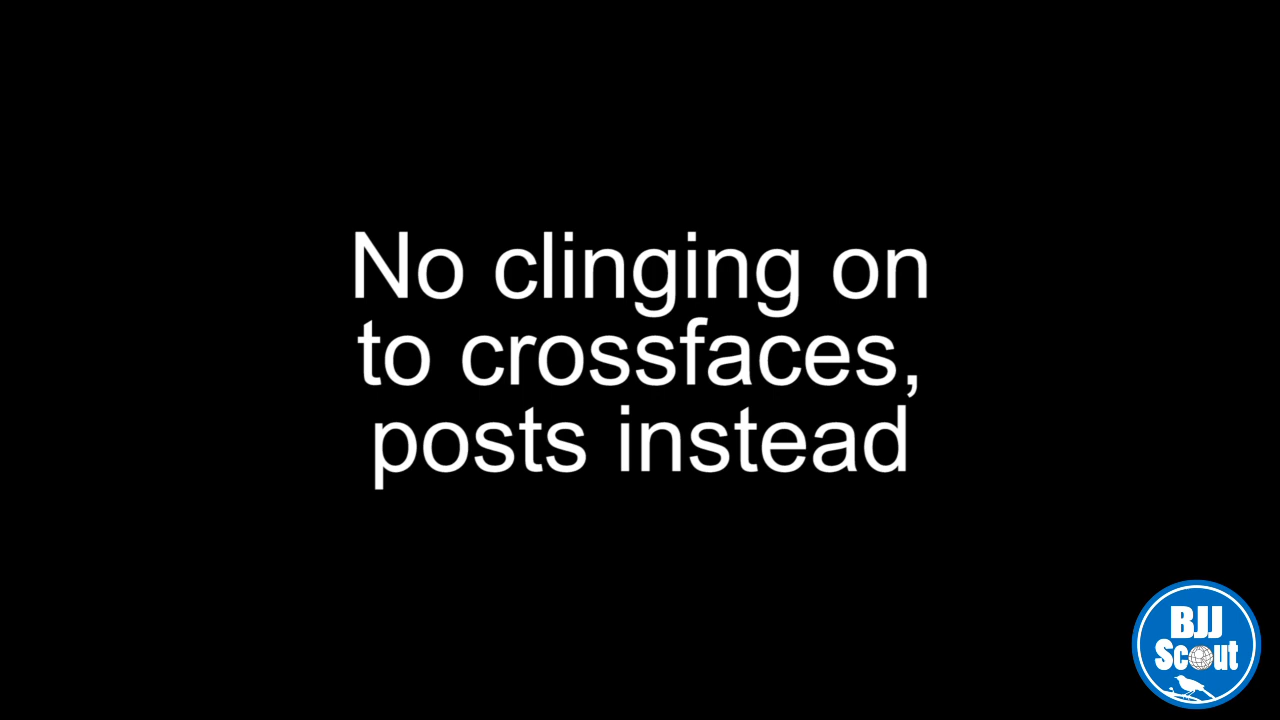 No clinging on
to crossfaces,
posts instead
BJJ
Scout